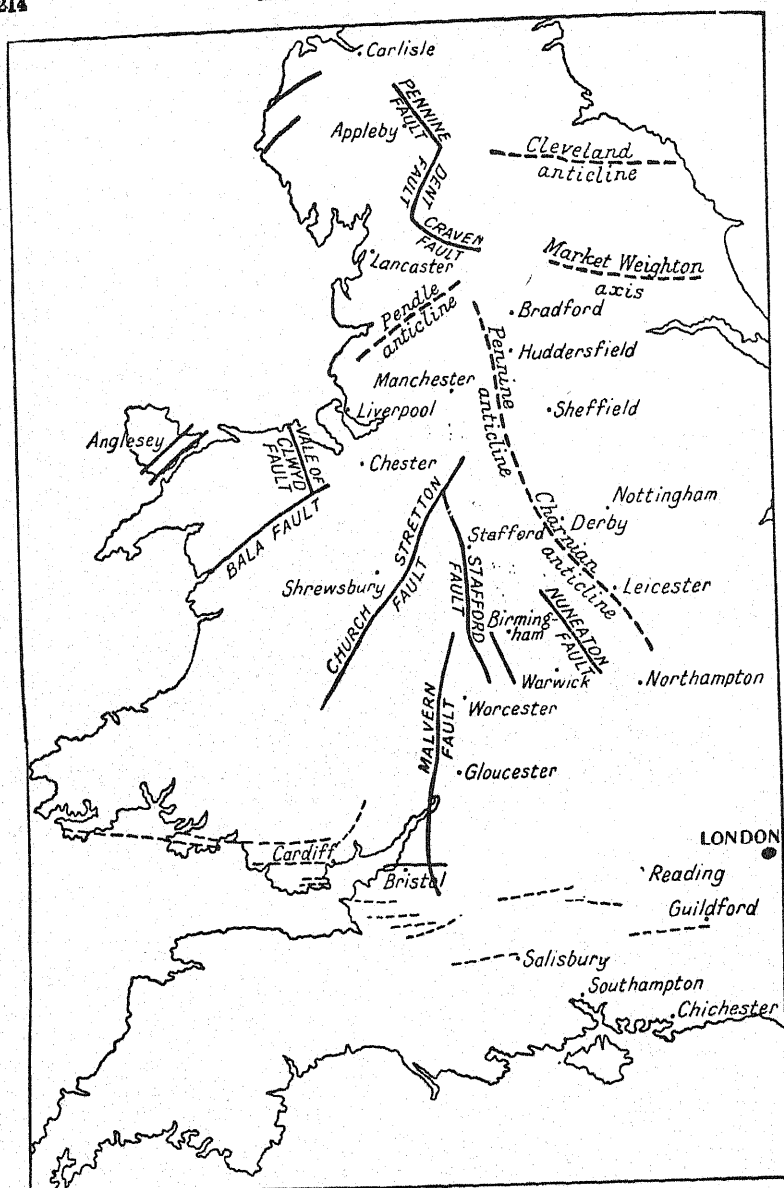 214
Carlisle
PENNINE
FAULT
Appleby
DENT
FAULT
CRAVEN
FAULT
Cleveland
anticline
Lancaster
Market Weighton
axis
Pendle
anticline
Bradford
Pennine
anticline
Huddersfield
Manchester
Liverpool
Sheffield
Anglesey
VALE OF
CLWYD
FAULT
Chester
BALA FAULT
CHURCH STRETTON
FAULT
Nottingham
Charnian
anticline
Derby
Stafford
STAFFORD
FAULT
Shrewsbury
Leicester
Birming-
ham
NUNEATON
FAULT
Warwick
Northampton
Worcester
MALVERN
FAULT
Gloucester
LONDON
Cardiff
Bristol
Reading
Guildford
Salisbury
Southampton
Chichester